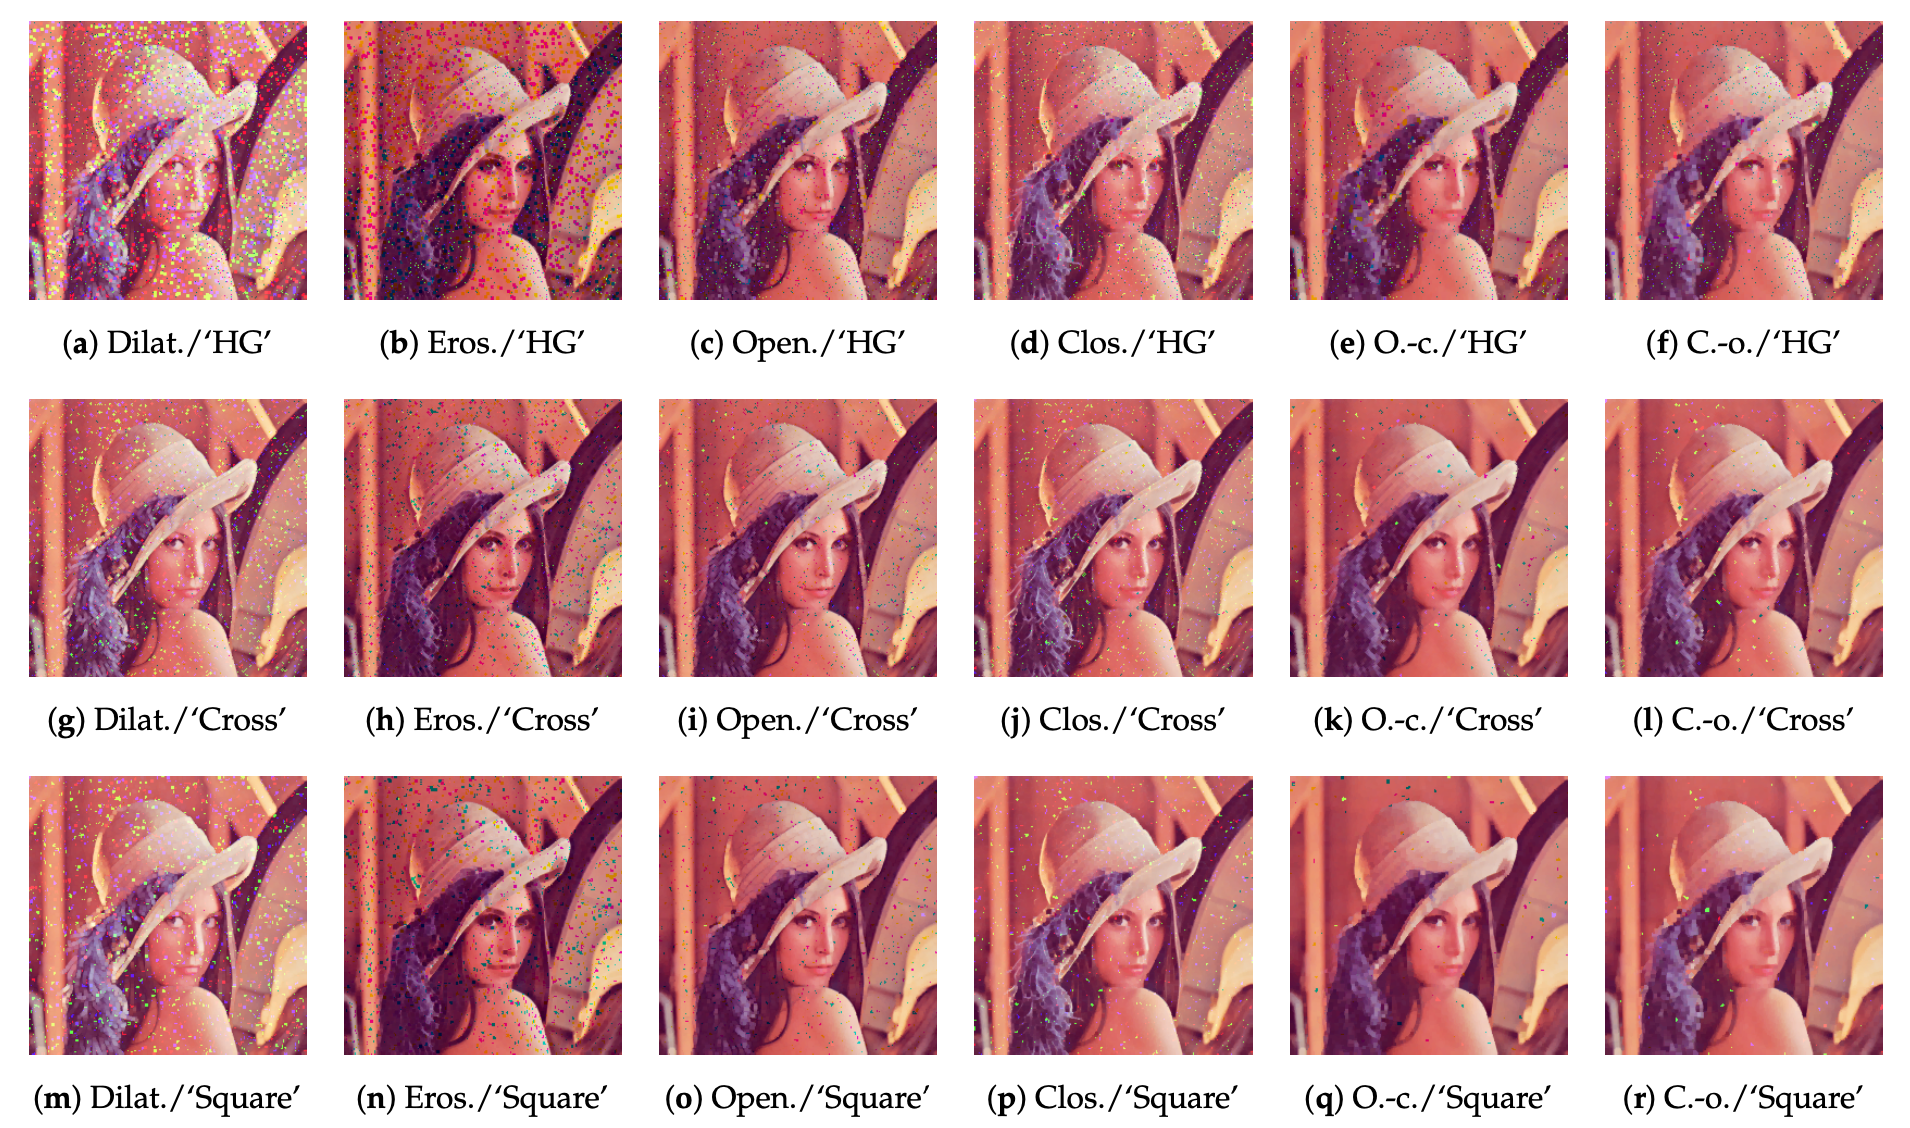 (a) Dilat./‘HG’ (b) Eros./‘HG’ (c) Open./‘HG’ (d) Clos./‘HG’ (e) O.-c./‘HG’ (f) C.-o./‘HG’
(g) Dilat./‘Cross’ (h) Eros./‘Cross’ (i) Open./‘Cross’ (j) Clos./‘Cross’ (k) O.-c./‘Cross’ (l) C.-o./‘Cross’
(m) Dilat./‘Square’ (n) Eros./‘Square’ (o) Open./‘Square’ (p) Clos./‘Square’ (q) O.-c./‘Square’ (r) C.-o./‘Square’